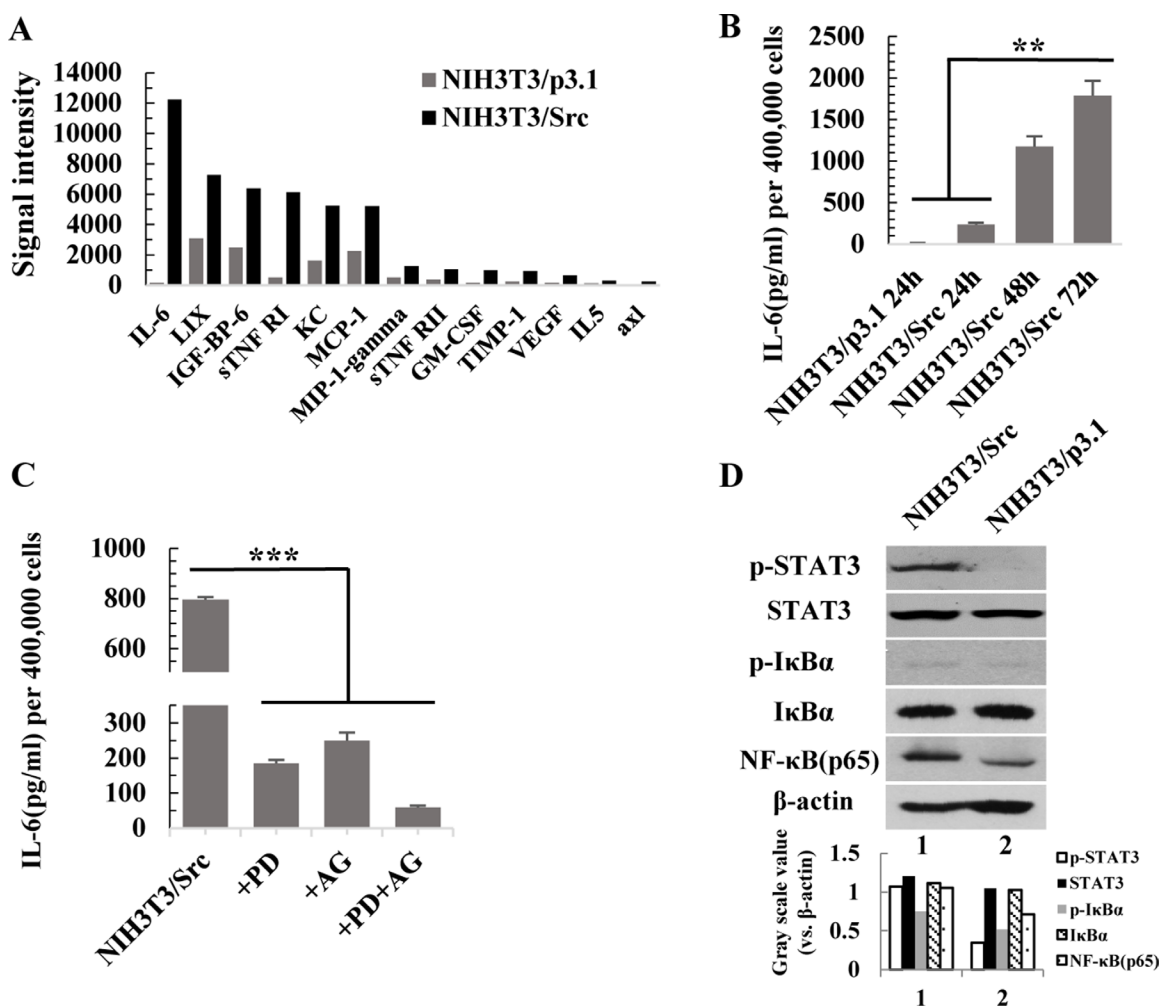 A
Signal intensity
14000
12000
10000
8000
6000
4000
2000
0
NIH3T3/p3.1
NIH3T3/Src
IL-6
LIX
IGF-BP-6
sTNF RI
KC
MCP-1
MIP-1-gamma
sTNF RII
GM-CSF
TIMP-1
VEGF
IL5
axl
B
IL-6(pg/ml) per 400,000 cells
2500
2000
1500
1000
500
0
**
NIH3T3/p3.1 24h
NIH3T3/Src 24h
NIH3T3/Src 48h
NIH3T3/Src 72h
C
IL-6(pg/ml) per 400,000 cells
1000
800
600
300
200
100
0
***
NIH3T3/Src
+PD
+AG
+PD+AG
D
NIH3T3/Src
NIH3T3/p3.1
p-STAT3
STAT3
p-IκBα
IκBα
NF-κB(p65)
β-actin
1 2
Gray scale value
(vs. β-actin)
1.5
1
0.5
0
1 2
p-STAT3
STAT3
p-IκBα
IκBα
NF-κB(p65)